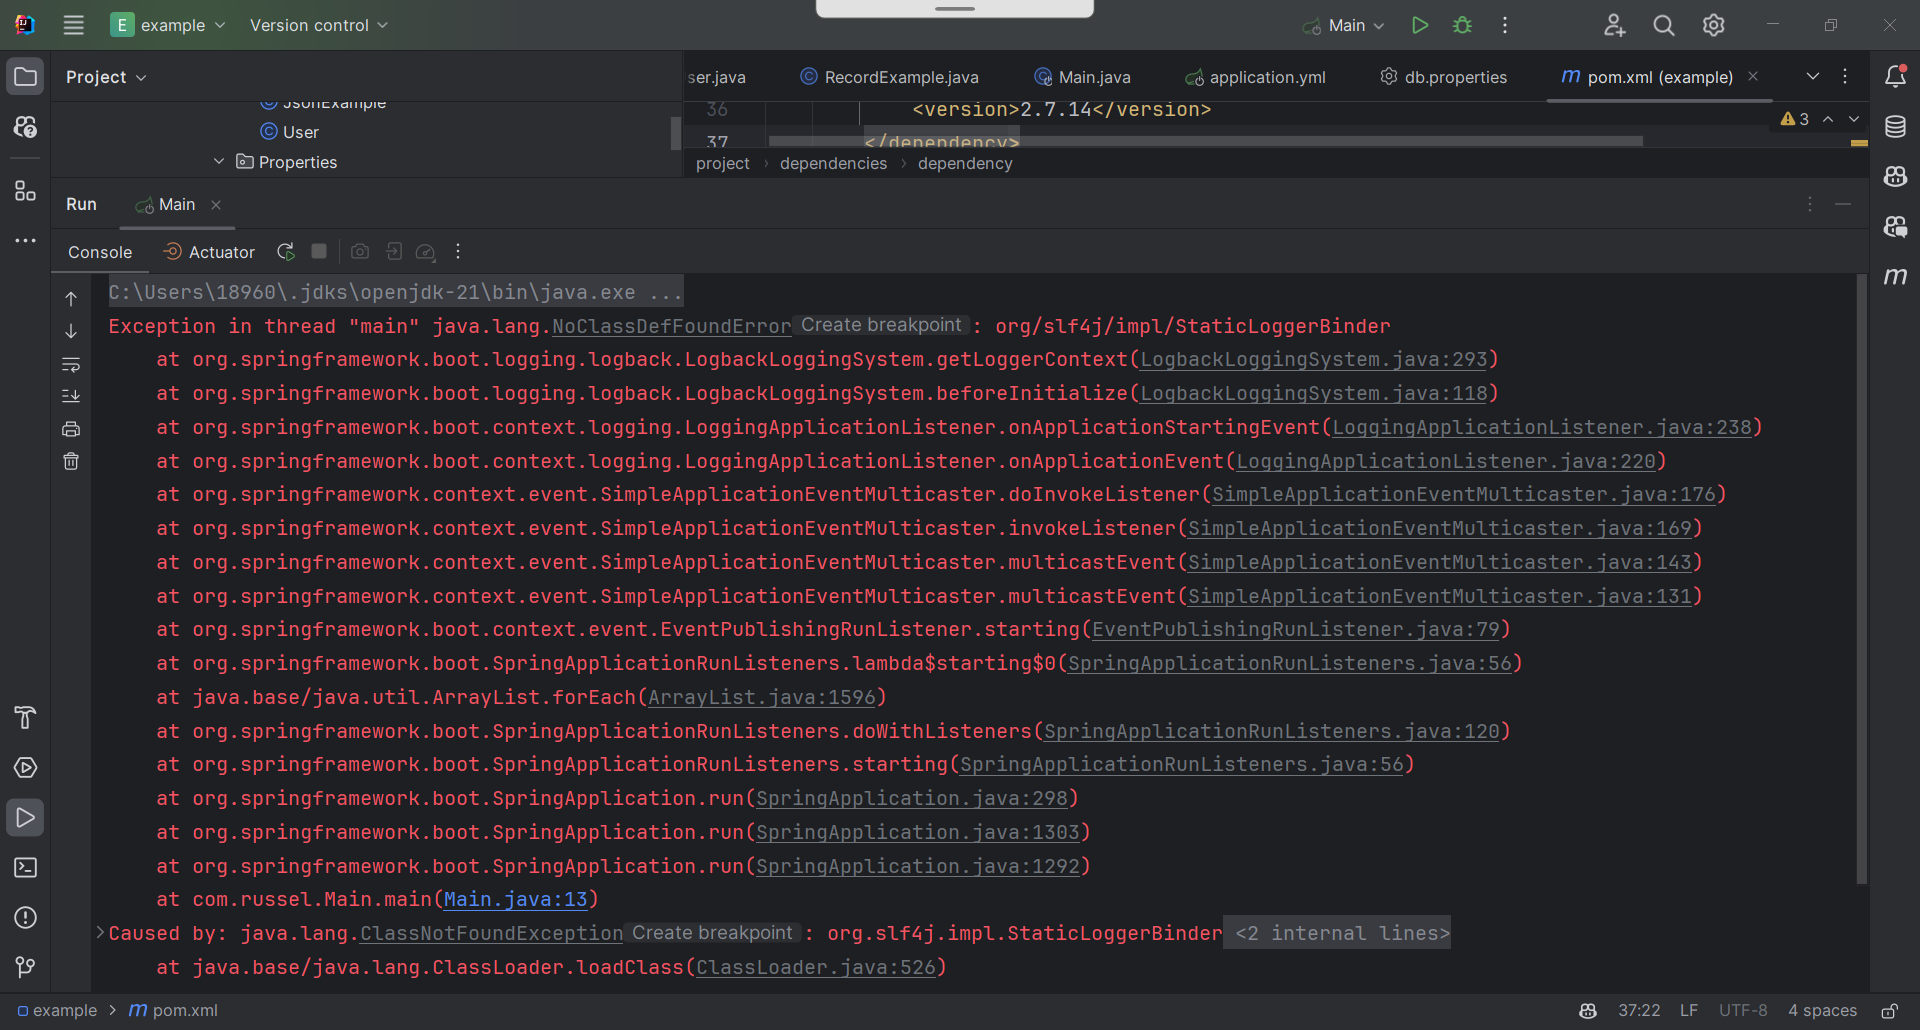 E example Version control Main
Project
ser.java RecordExample.java Main.java application.yml db.properties m pom.xml (example)
JsonExample
36 <version>2.7.14</version>
3
User
37 </dependency>
Properties
project › dependencies › dependency
Run Main
Console Actuator
C:\Users\18960\.jdks\openjdk-21\bin\java.exe ...
Exception in thread "main" java.lang.NoClassDefFoundError Create breakpoint : org/slf4j/impl/StaticLoggerBinder
at org.springframework.boot.logging.logback.LogbackLoggingSystem.getLoggerContext(LogbackLoggingSystem.java:293)
at org.springframework.boot.logging.logback.LogbackLoggingSystem.beforeInitialize(LogbackLoggingSystem.java:118)
at org.springframework.boot.context.logging.LoggingApplicationListener.onApplicationStartingEvent(LoggingApplicationListener.java:238)
at org.springframework.boot.context.logging.LoggingApplicationListener.onApplicationEvent(LoggingApplicationListener.java:220)
at org.springframework.context.event.SimpleApplicationEventMulticaster.doInvokeListener(SimpleApplicationEventMulticaster.java:176)
at org.springframework.context.event.SimpleApplicationEventMulticaster.invokeListener(SimpleApplicationEventMulticaster.java:169)
at org.springframework.context.event.SimpleApplicationEventMulticaster.multicastEvent(SimpleApplicationEventMulticaster.java:143)
at org.springframework.context.event.SimpleApplicationEventMulticaster.multicastEvent(SimpleApplicationEventMulticaster.java:131)
at org.springframework.boot.context.event.EventPublishingRunListener.starting(EventPublishingRunListener.java:79)
at org.springframework.boot.SpringApplicationRunListeners.lambda$starting$0(SpringApplicationRunListeners.java:56)
at java.base/java.util.ArrayList.forEach(ArrayList.java:1596)
at org.springframework.boot.SpringApplicationRunListeners.doWithListeners(SpringApplicationRunListeners.java:120)
at org.springframework.boot.SpringApplicationRunListeners.starting(SpringApplicationRunListeners.java:56)
at org.springframework.boot.SpringApplication.run(SpringApplication.java:298)
at org.springframework.boot.SpringApplication.run(SpringApplication.java:1303)
at org.springframework.boot.SpringApplication.run(SpringApplication.java:1292)
at com.russel.Main.main(Main.java:13)
Caused by: java.lang.ClassNotFoundException Create breakpoint : org.slf4j.impl.StaticLoggerBinder <2 internal lines>
at java.base/java.lang.ClassLoader.loadClass(ClassLoader.java:526)
example › m pom.xml 37:22 LF UTF-8 4 spaces